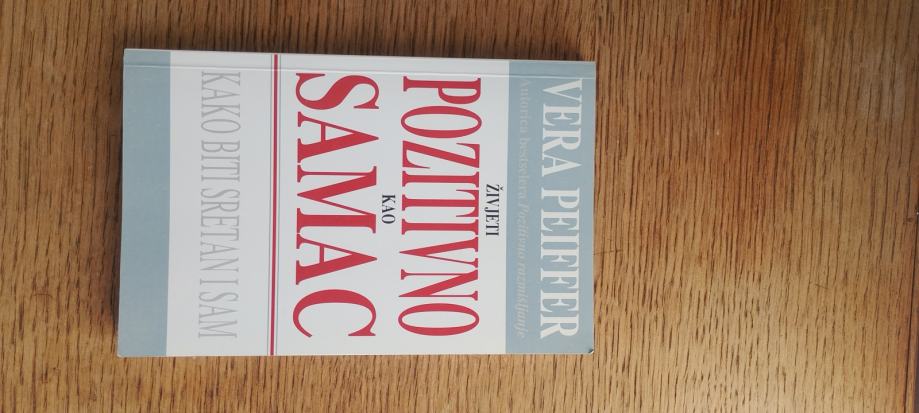 VERA PEIFFER
Autorica bestselera Pozitivno razmišljanje
ŽIVJETI
POZITIVNO
KAO
SAMAC
KAKO BITI SRETAN I SAM